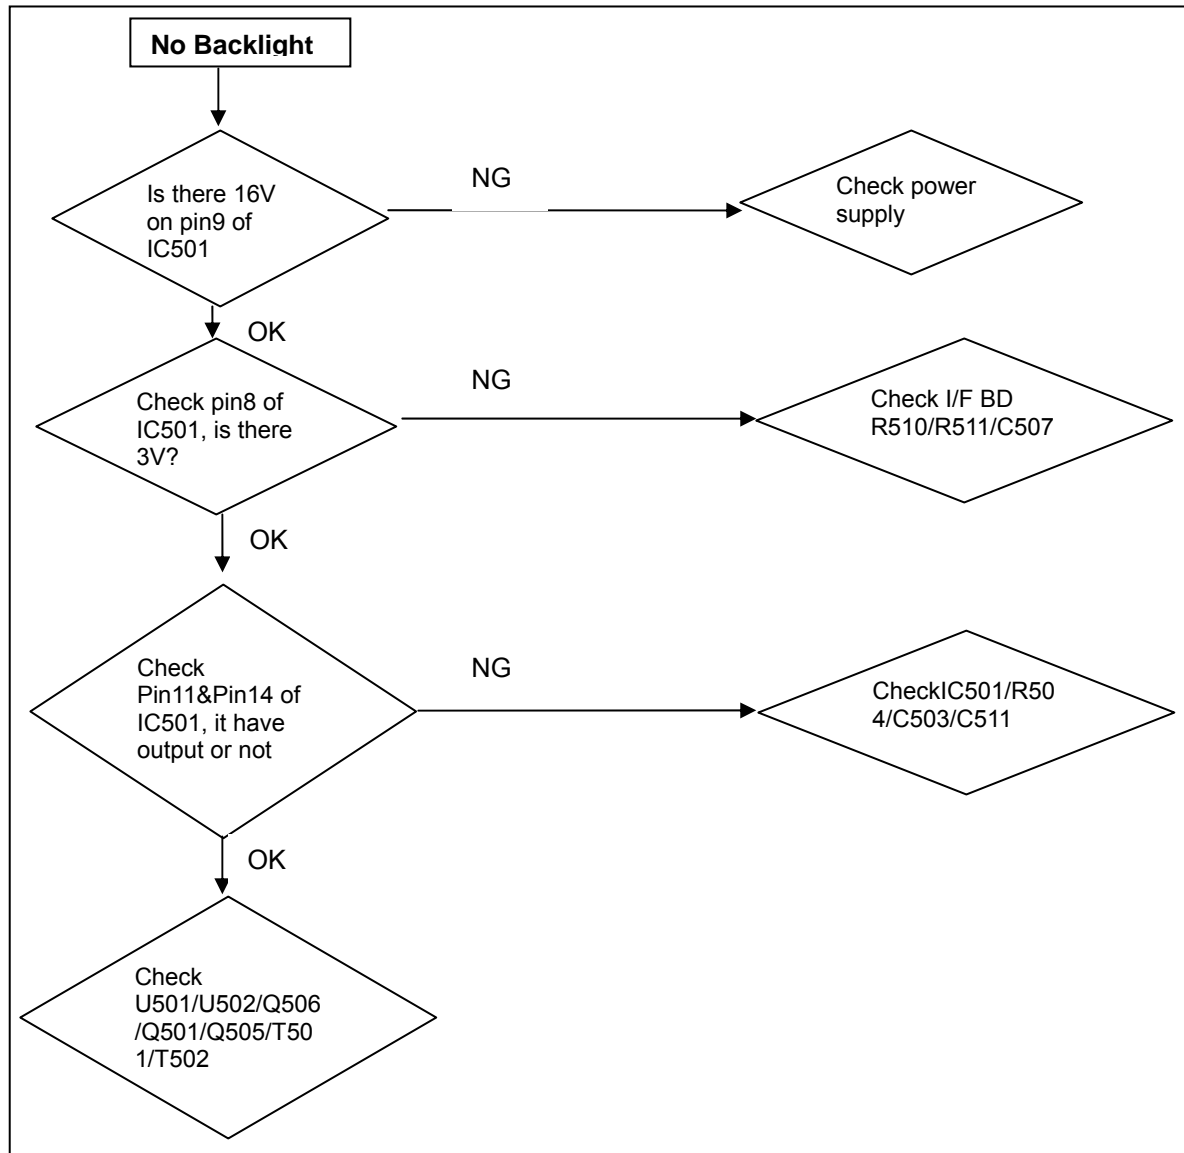 No Backlight
Is there 16V
on pin9 of
IC501
NG
Check power
supply
OK
Check pin8 of
IC501, is there
3V?
NG
Check I/F BD
R510/R511/C507
OK
Check
Pin11&Pin14 of
IC501, it have
output or not
NG
CheckIC501/R50
4/C503/C511
OK
Check
U501/U502/Q506
/Q501/Q505/T50
1/T502